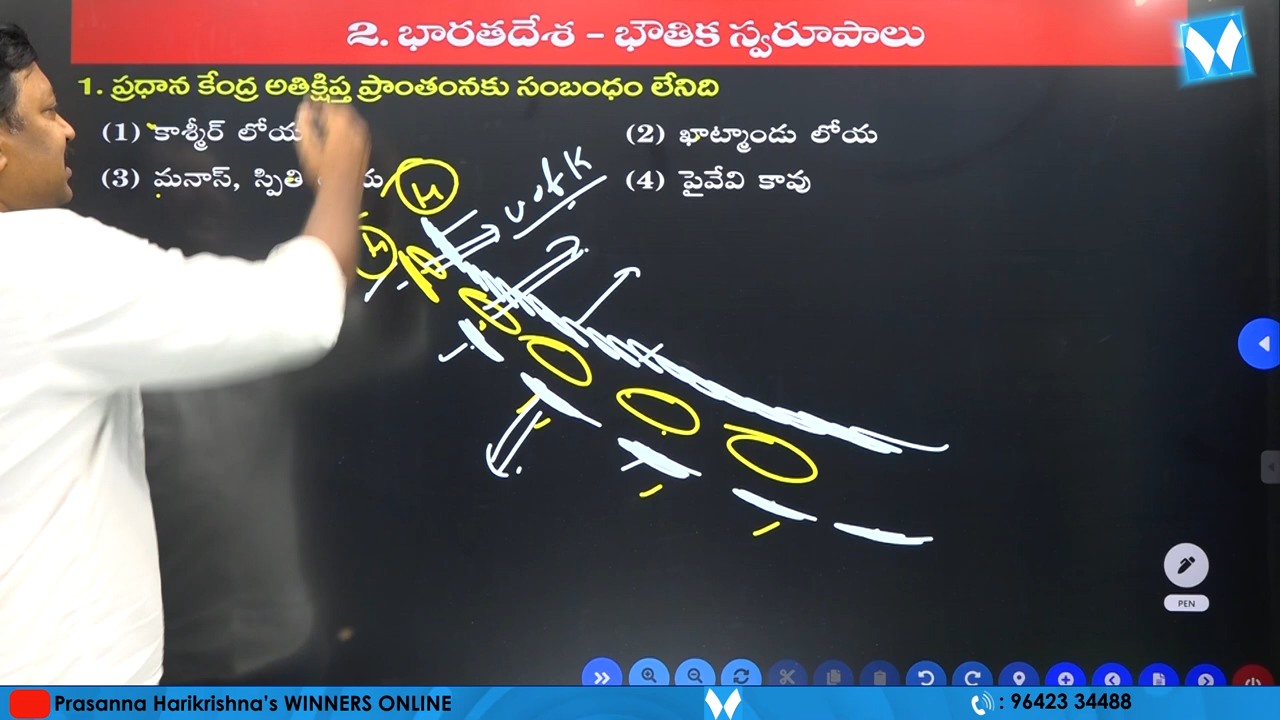 2. భారతదేశ - భౌతిక స్వరూపాలు
1. ప్రధాన కేంద్ర అతిక్షిప్త ప్రాంతంనకు సంబంధం లేనిది
(1) కాశ్మీర్ లోయ
(2) ఖాట్మాండు లోయ
(3) మనాస్, స్పితి
(4) పైవేవి కావు
v of K
PEN
Prasanna Harikrishna's WINNERS ONLINE
: 96423 34488